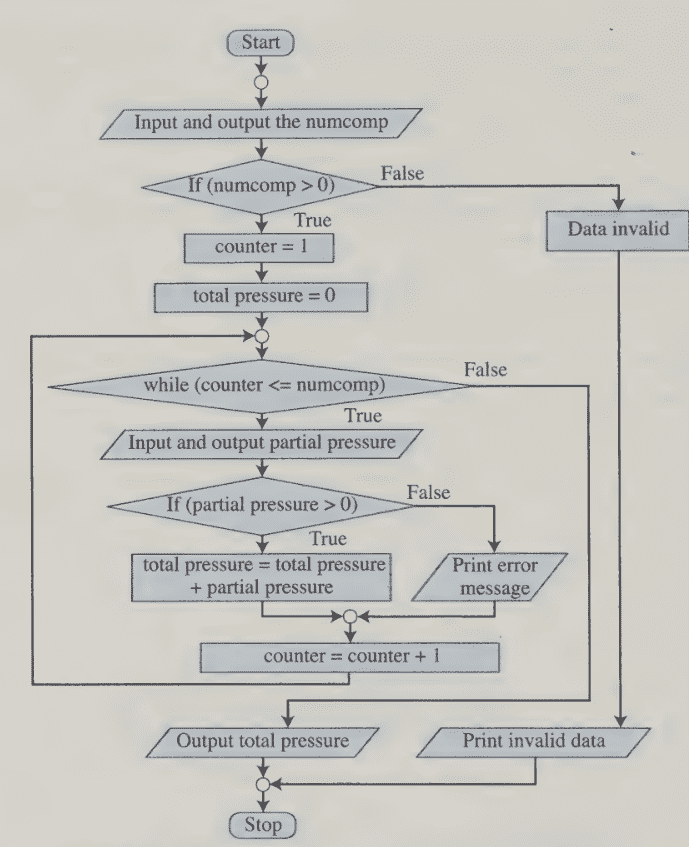 Start
Input and output the numcomp
If (numcomp > 0)
False
True
Data invalid
counter = 1
total pressure = 0
while (counter <= numcomp)
False
True
Input and output partial pressure
If (partial pressure > 0)
False
True
total pressure = total pressure
+ partial pressure
Print error
message
counter = counter + 1
Output total pressure
Print invalid data
Stop